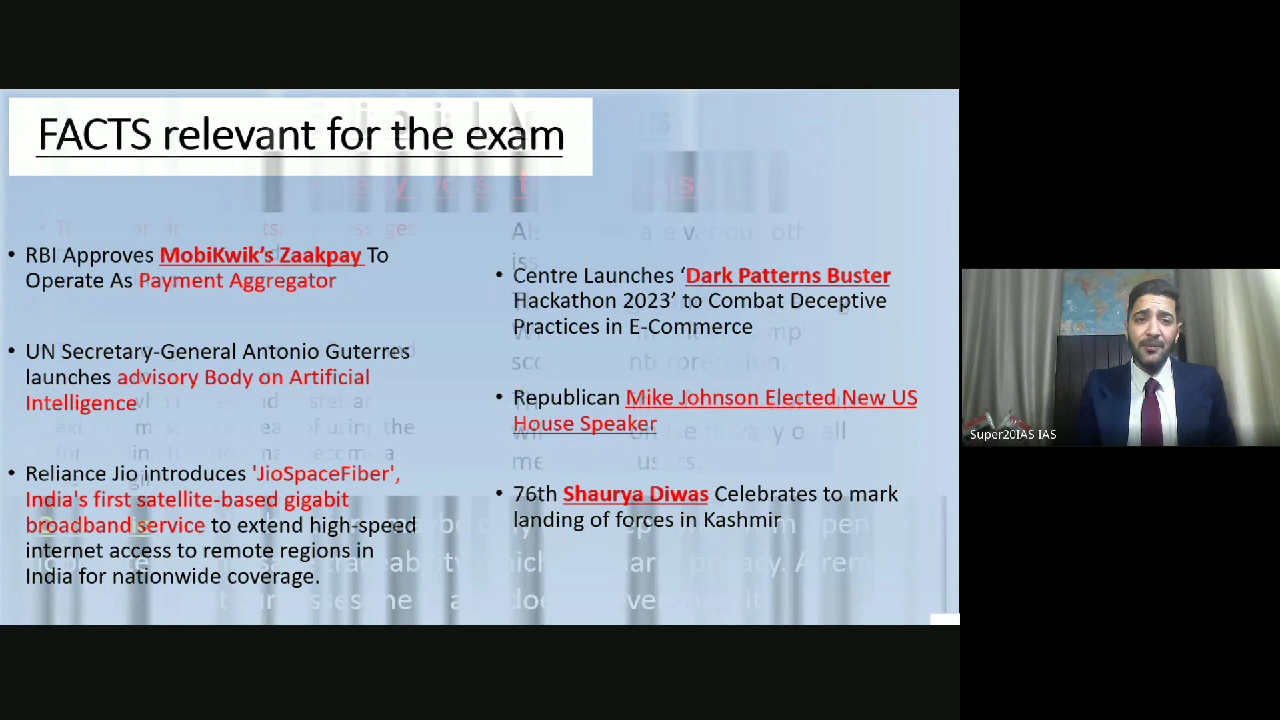 FACTS relevant for the exam
• RBI Approves MobiKwik’s Zaakpay To
Operate As Payment Aggregator
• UN Secretary-General Antonio Guterres
launches advisory Body on Artificial
Intelligence
• Reliance Jio introduces 'JioSpaceFiber',
India's first satellite-based gigabit
broadband service to extend high-speed
internet access to remote regions in
India for nationwide coverage.
• Centre Launches ‘Dark Patterns Buster
Hackathon 2023’ to Combat Deceptive
Practices in E-Commerce
• Republican Mike Johnson Elected New US
House Speaker
• 76th Shaurya Diwas Celebrates to mark
landing of forces in Kashmir
Super20IAS IAS